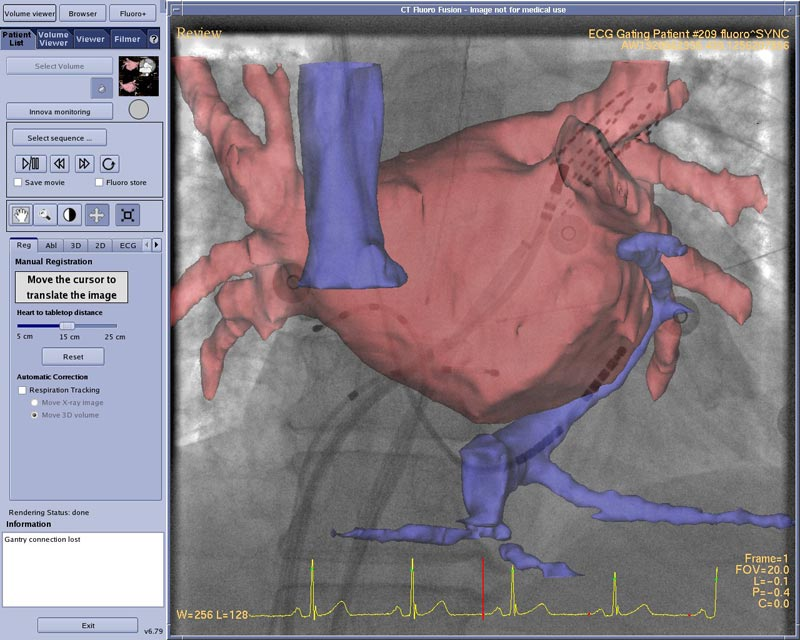 Volume viewer Browser Fluoro+
Patient List Volume Viewer Viewer Filmer ?
Select Volume
Innova monitoring
Select sequence ...
Save movie Fluoro store
Reg Abl 3D 2D ECG
Manual Registration
Move the cursor to
translate the image
Heart to tabletop distance
5 cm 15 cm 25 cm
Reset
Automatic Correction
Respiration Tracking
Move X-ray image
Move 3D volume
Rendering Status: done
Information
Gantry connection lost
Exit
v6.79
CT Fluoro Fusion - Image not for medical use
Review
ECG Gating Patient #209 fluoro^SYNC
Frame=1
FOV=20.0
L=-0.1
P=-0.4
C=0.0
W=256 L=128